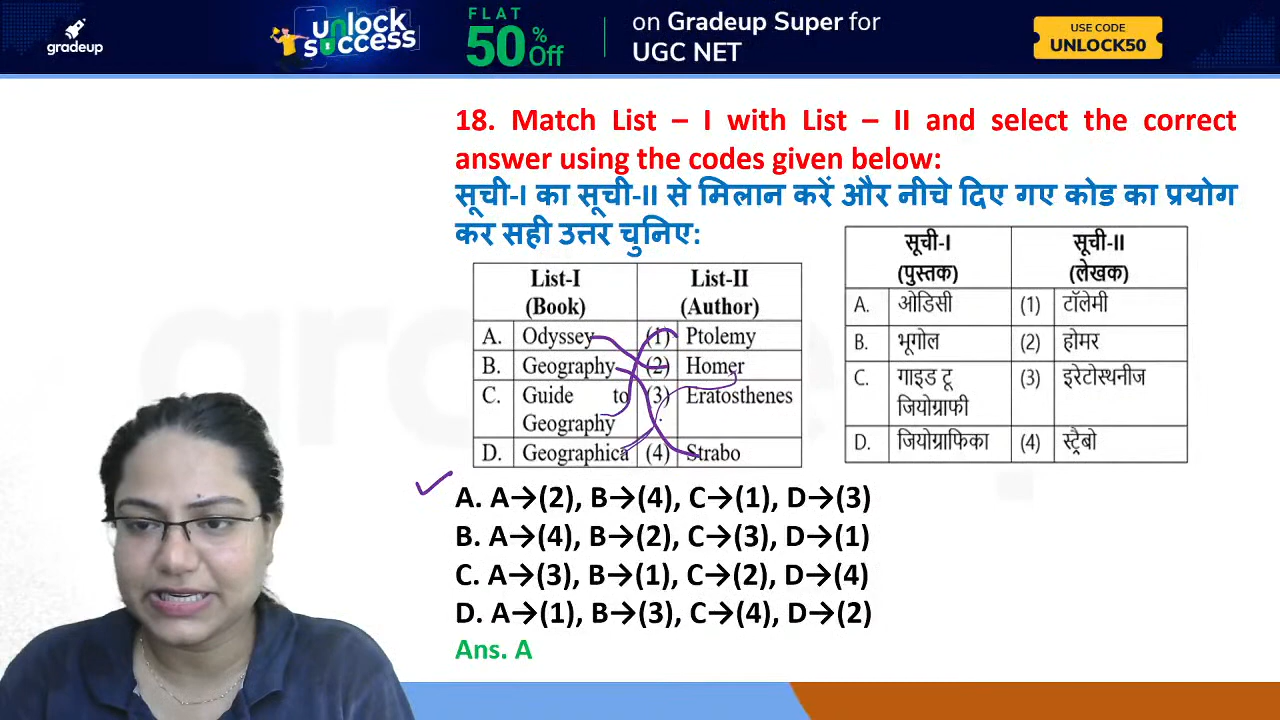 gradeup
unlock
success
FLAT
50% Off
on Gradeup Super for
UGC NET
USE CODE
UNLOCK50
18. Match List – I with List – II and select the correct
answer using the codes given below:
सूची-I का सूची-II से मिलान करें और नीचे दिए गए कोड का प्रयोग
कर सही उत्तर चुनिए:
List-I List-II
(Book) (Author)
A. Odyssey (1) Ptolemy
B. Geography (2) Homer
C. Guide to (3) Eratosthenes
Geography
D. Geographica (4) Strabo
सूची-I सूची-II
(पुस्तक) (लेखक)
A. ओडिसी (1) टॉलेमी
B. भूगोल (2) होमर
C. गाइड टू (3) इरेटोस्थनीज
जियोग्राफी
D. जियोग्राफिका (4) स्ट्रैबो
A. A→(2), B→(4), C→(1), D→(3)
B. A→(4), B→(2), C→(3), D→(1)
C. A→(3), B→(1), C→(2), D→(4)
D. A→(1), B→(3), C→(4), D→(2)
Ans. A